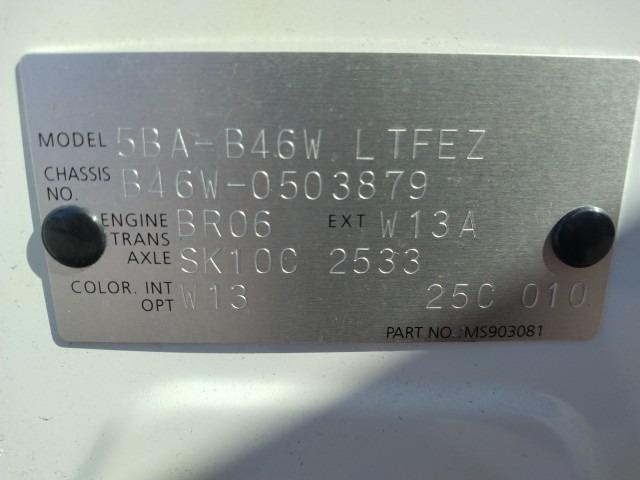 MODEL 5BA-B46W LTFEZ
CHASSIS NO. B46W-0503879
ENGINE BR06 EXT W13A
TRANS AXLE SK10C 2533
COLOR. INT OPT W13 25C 010
PART NO.:MS903081